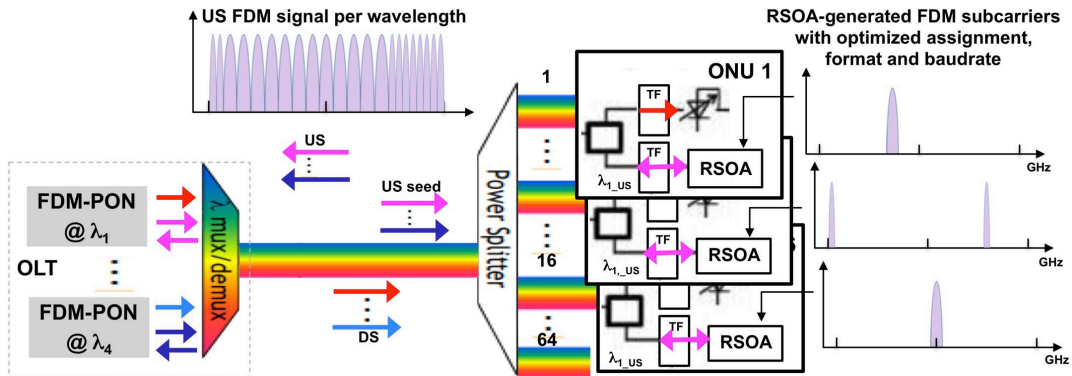 US FDM signal per wavelength
RSOA-generated FDM subcarriers
with optimized assignment,
format and baudrate
GHz
GHz
GHz
US
US seed
DS
FDM-PON
@ λ1
OLT
FDM-PON
@ λ4
λ mux/demux
Power Splitter
1
16
64
ONU 1
TF
TF
RSOA
λ1_US
TF
RSOA
λ1,_US
TF
RSOA
λ1_US